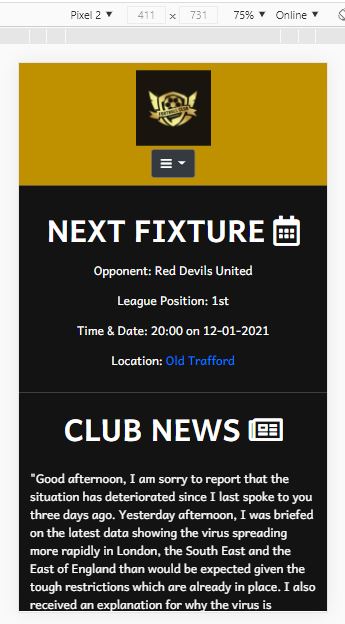 Pixel 2 411 x 731 75% Online
FOOTBALL CLUB
NEXT FIXTURE
Opponent: Red Devils United
League Position: 1st
Time & Date: 20:00 on 12-01-2021
Location: Old Trafford
CLUB NEWS
"Good afternoon, I am sorry to report that the
situation has deteriorated since I last spoke to you
three days ago. Yesterday afternoon, I was briefed
on the latest data showing the virus spreading
more rapidly in London, the South East and the
East of England than would be expected given the
tough restrictions which are already in place. I also
received an explanation for why the virus is